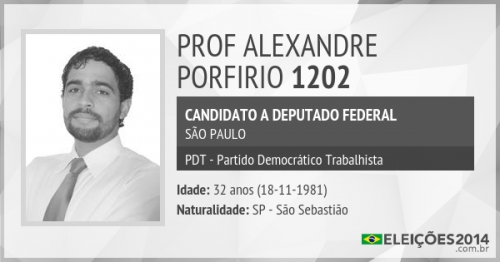 PROF ALEXANDRE
PORFIRIO 1202
CANDIDATO A DEPUTADO FEDERAL
SÃO PAULO
PDT - Partido Democrático Trabalhista
Idade: 32 anos (18-11-1981)
Naturalidade: SP - São Sebastião
ELEIÇÕES2014
.com.br